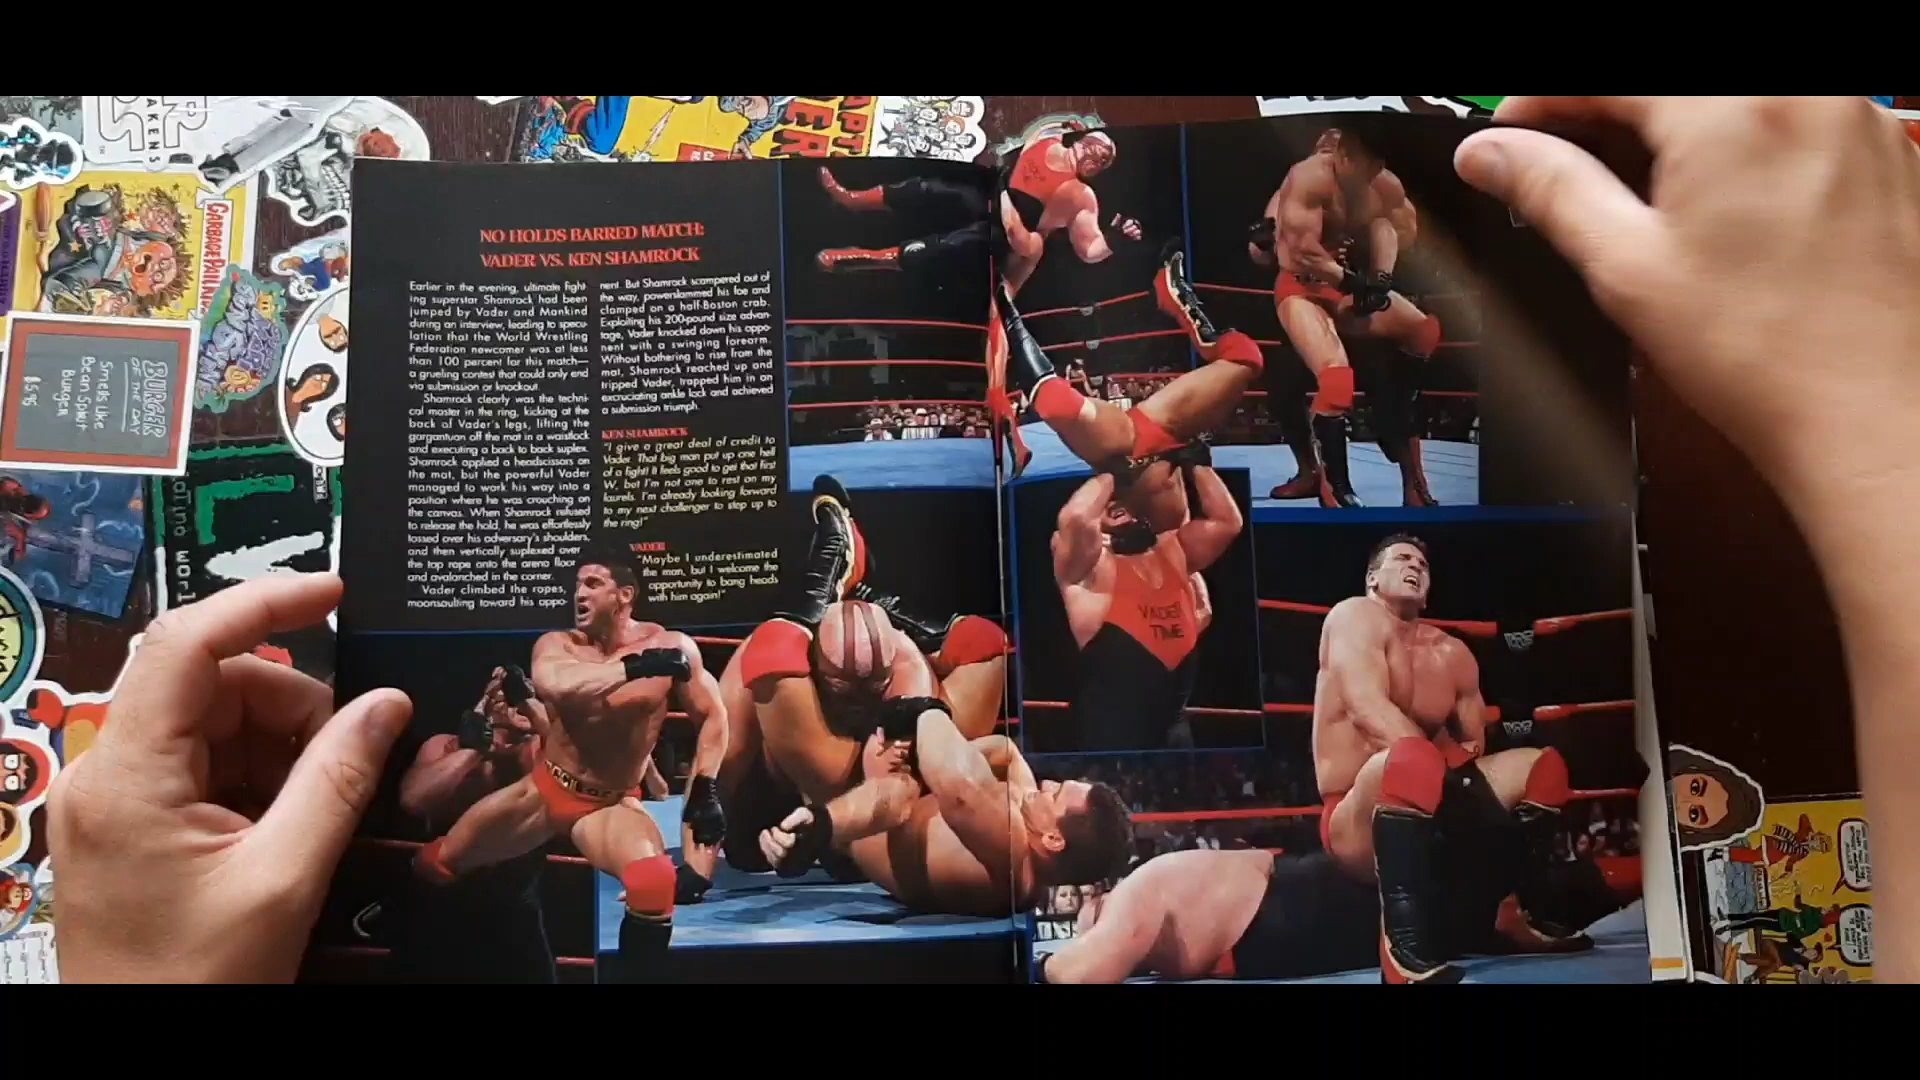 NO HOLDS BARRED MATCH:
VADER VS. KEN SHAMROCK
Earlier in the evening, ultimate fight-
ing superstar Shamrock had been
jumped by Vader and Mankind
during an interview, leading to specu-
lation that the World Wrestling
Federation newcomer was at less
than 100 percent for this match—
a grueling contest that could only end
via submission or knockout.
Shamrock clearly was the techni-
cal master in the ring, kicking at the
back of Vader's legs, lifting the
gargantuan off the mat in a waistlock
and executing a back to back suplex.
Shamrock applied a headscissors on
the mat, but the powerful Vader
managed to work his way into a
position where he was crouching on
the canvas. When Shamrock refused
to release the hold, he was effortlessly
tossed over his adversary's shoulders,
and then vertically suplexed over
the top rope onto the arena floor
and avalanched in the corner.
Vader climbed the ropes,
moonsaulting toward his oppo-
nent. But Shamrock scampered out of
the way, powerslammed his foe and
clamped on a half-Boston crab.
Exploiting his 200-pound size advan-
tage, Vader knocked down his oppo-
nent with a swinging forearm.
Without bothering to rise from the
mat, Shamrock reached up and
tripped Vader, trapped him in an
excruciating ankle lock and achieved
a submission triumph.
KEN SHAMROCK
"I give a great deal of credit to
Vader. That big man put up one hell
of a fight! It feels good to get that first
W, but I'm not one to rest on my
laurels. I'm already looking forward
to my next challenger to step up to
the ring!"
VADER
"Maybe I underestimated
the man, but I welcome the
opportunity to bang heads
with him again!"
VADER
TIME
GARBAGE PAIL
BURGER
OF THE DAY
Smells Like
Bean Spirit
Burger
$5.95
AKENS